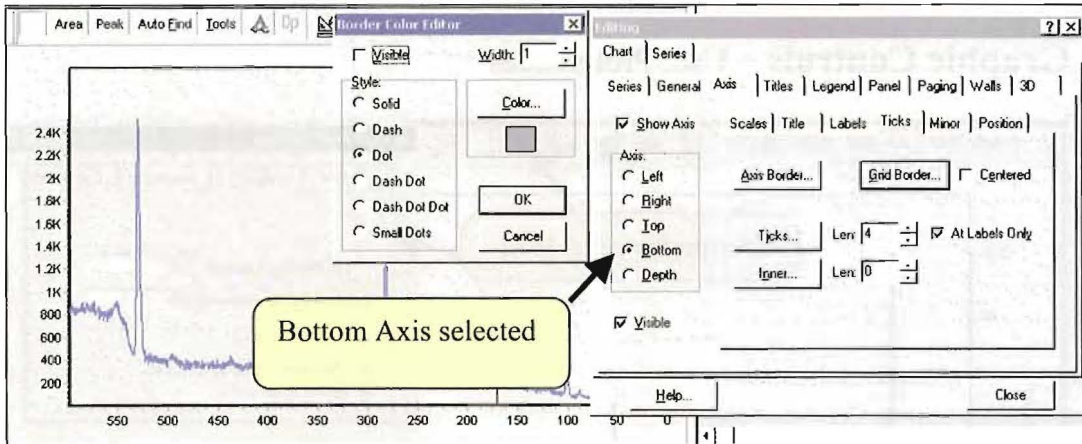 Area Peak Auto Find Tools Dp
Border Color Editor
Visible
Width: 1
Style:
Solid
Dash
Dot
Dash Dot
Dash Dot Dot
Small Dots
Color...
OK
Cancel
Editing
Chart Series
Series General Axis Titles Legend Panel Paging Walls 3D
Show Axis
Scales Title Labels Ticks Minor Position
Axis:
Left
Right
Top
Bottom
Depth
Axis Border...
Grid Border...
Centered
Ticks...
Len: 4
At Labels Only
Inner...
Len: 0
Visible
Help...
Close
Bottom Axis selected
2.4K
2.2K
2K
1.8K
1.6K
1.4K
1.2K
1K
800
600
400
200
550 500 450 400 350 300 250 200 150 100 50 0